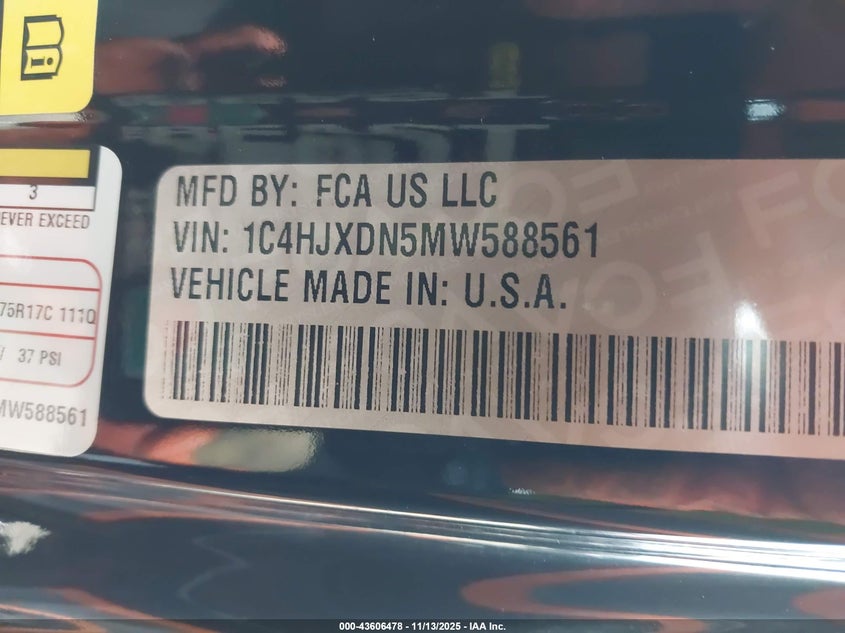 3
EVER EXCEED
75R17C 111Q
/ 37 PSI
MW588561
MFD BY: FCA US LLC
VIN: 1C4HJXDN5MW588561
VEHICLE MADE IN: U.S.A.
000-43606478 - 11/13/2025 - IAA Inc.